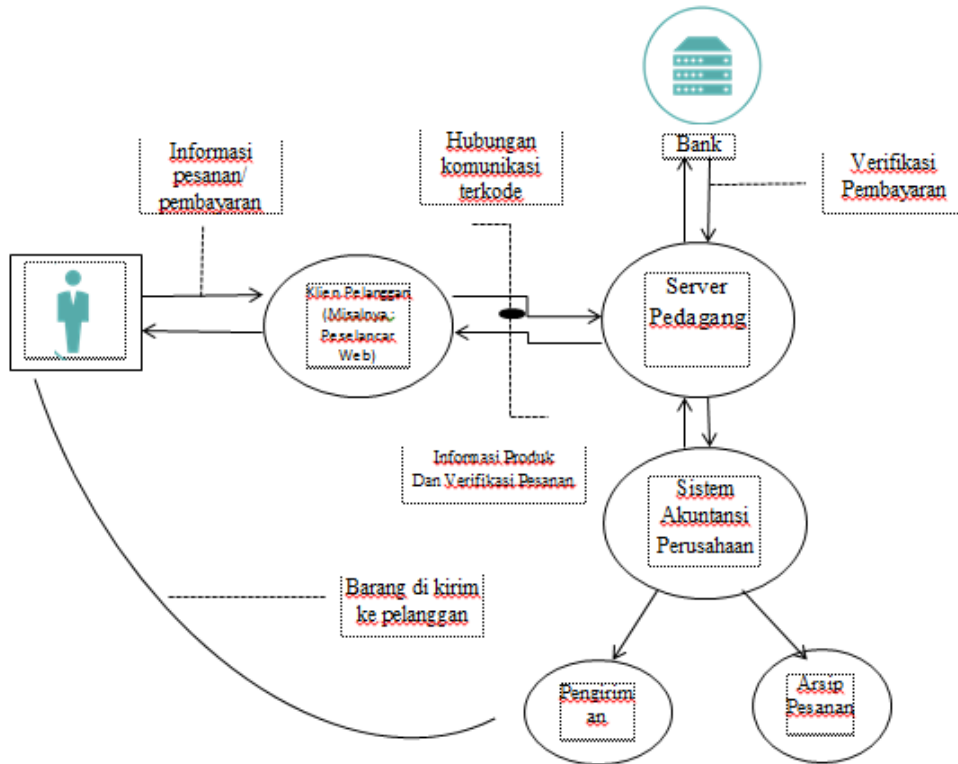 Bank
Informasi
pesanan/
pembayaran
Hubungan
komunikasi
terkode
Verifikasi
Pembayaran
Klien Pelanggan
(Misalnya,:
Peselancar
Web)
Server
Pedagang
Informasi Produk
Dan Verifikasi Pesanan
Sistem
Akuntansi
Perusahaan
Barang di kirim
ke pelanggan
Pengirim
an
Arsip
Pesanan